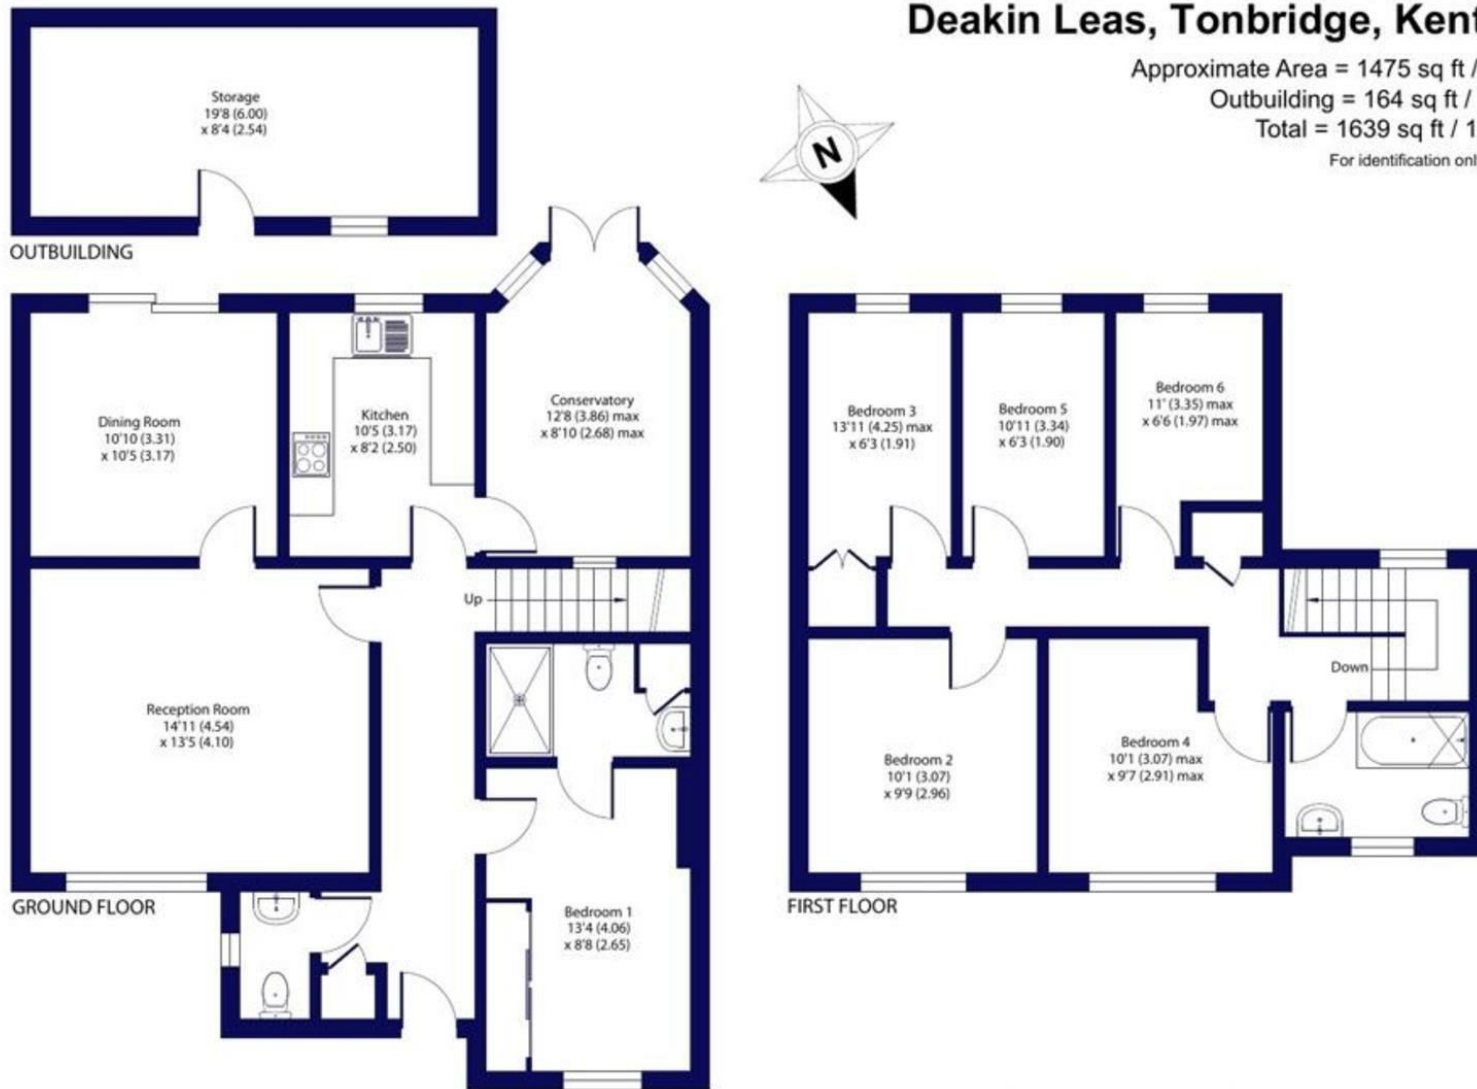 Deakin Leas, Tonbridge, Kent
Approximate Area = 1475 sq ft /
Outbuilding = 164 sq ft /
Total = 1639 sq ft / 1
For identification onl
N
Storage
19'8 (6.00)
x 8'4 (2.54)
OUTBUILDING
Dining Room
10'10 (3.31)
x 10'5 (3.17)
Kitchen
10'5 (3.17)
x 8'2 (2.50)
Conservatory
12'8 (3.86) max
x 8'10 (2.68) max
Up
Reception Room
14'11 (4.54)
x 13'5 (4.10)
Bedroom 1
13'4 (4.06)
x 8'8 (2.65)
GROUND FLOOR
Bedroom 3
13'11 (4.25) max
x 6'3 (1.91)
Bedroom 5
10'11 (3.34)
x 6'3 (1.90)
Bedroom 6
11' (3.35) max
x 6'6 (1.97) max
Down
Bedroom 2
10'1 (3.07)
x 9'9 (2.96)
Bedroom 4
10'1 (3.07) max
x 9'7 (2.91) max
FIRST FLOOR